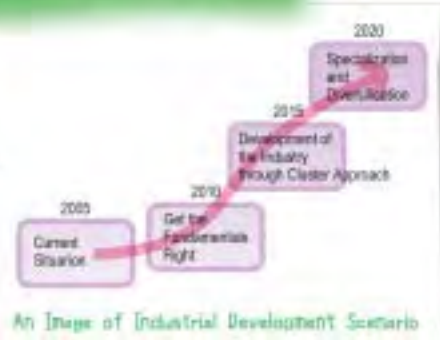 2020
Specialization
and
Diversification
2015
Development of
the Industry
through Cluster Approach
2010
Get the
Fundamentals
Right
2005
Current
Situation
An Image of Industrial Development Scenario